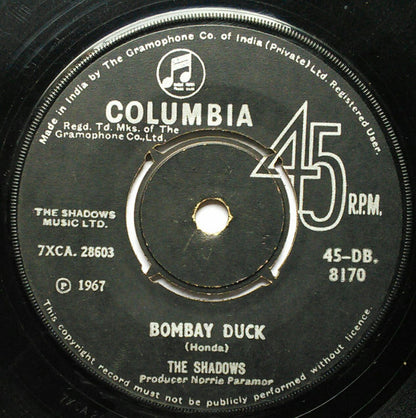 Made in India by The Gramophone Co. of India (Private) Ltd. Registered User.
COLUMBIA
Regd. Td. Mks. of The
Gramophone Co., Ltd.
45 R.P.M.
THE SHADOWS
MUSIC LTD.
7XCA. 28603
45-DB.
8170
Ⓟ 1967
BOMBAY DUCK
(Honda)
THE SHADOWS
Producer Norrie Paramor
This copyright record must not be publicly performed without licence.